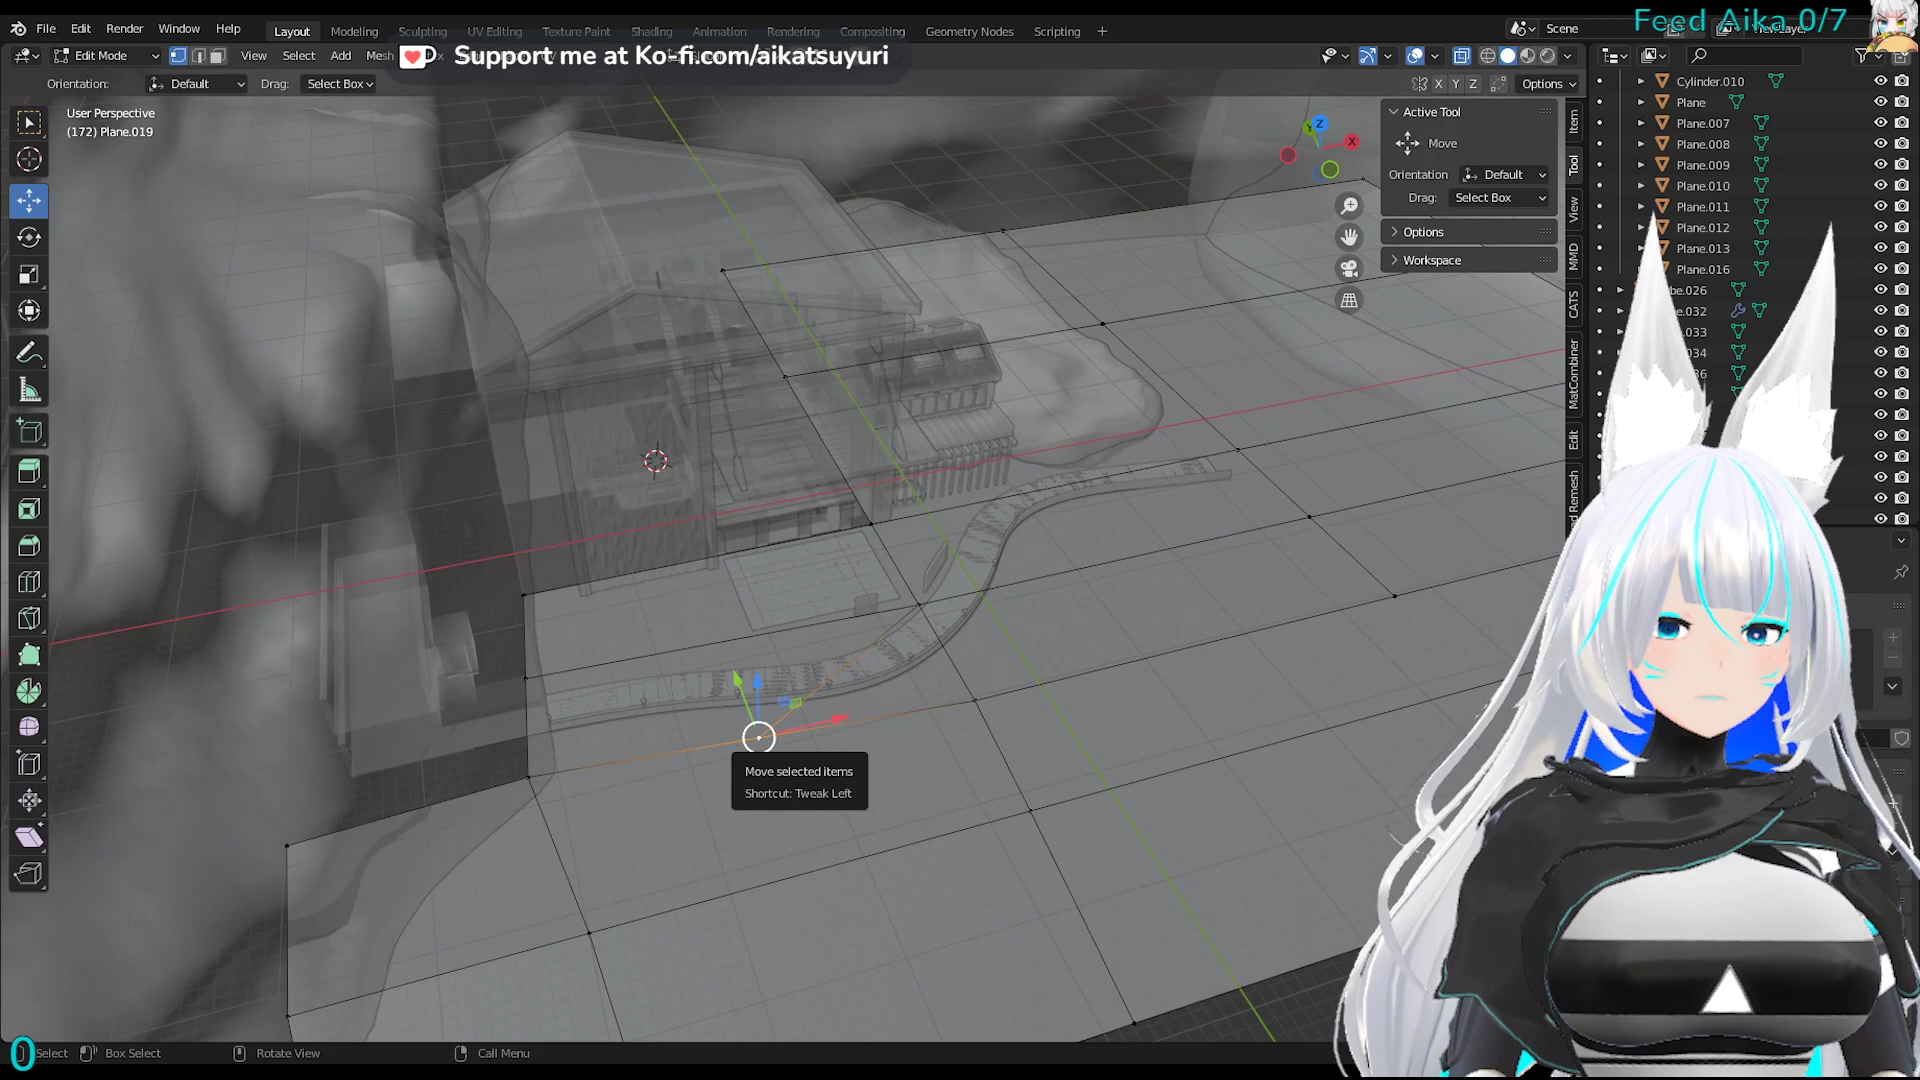 File Edit Render Window Help Layout Modeling Sculpting UV Editing Texture Paint Shading Animation Rendering Compositing Geometry Nodes Scripting + Scene
Feed Aika 0/7
Edit Mode View Select Add Mesh
Support me at Ko-fi.com/aikatsuyuri
Orientation: Default Drag: Select Box X Y Z Options
User Perspective
(172) Plane.019
Z
Y
X
Active Tool
Move
Orientation Default
Drag: Select Box
Options
Workspace
Item
Tool
View
MMD
CATS
MatCombiner
Edit
Cylinder.010
Plane
Plane.007
Plane.008
Plane.009
Plane.010
Plane.011
Plane.012
Plane.013
Plane.016
Move selected items
Shortcut: Tweak Left
0
Select Box Select Rotate View Call Menu